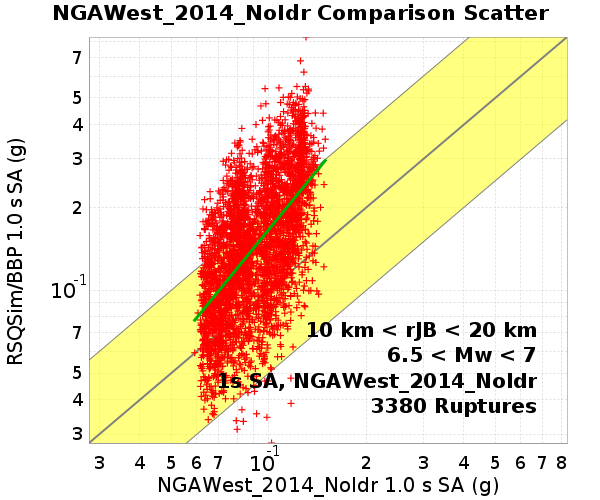 NGAWest_2014_NoIdr Comparison Scatter
RSQSim/BBP 1.0 s SA (g)
7
5
4
3
2
10^-1
7
5
4
3
10 km < rJB < 20 km
6.5 < Mw < 7
1s SA, NGAWest_2014_NoIdr
3380 Ruptures
3 4 5 6 7 10^-1 2 3 4 5 6 7 8
NGAWest_2014_NoIdr 1.0 s SA (g)